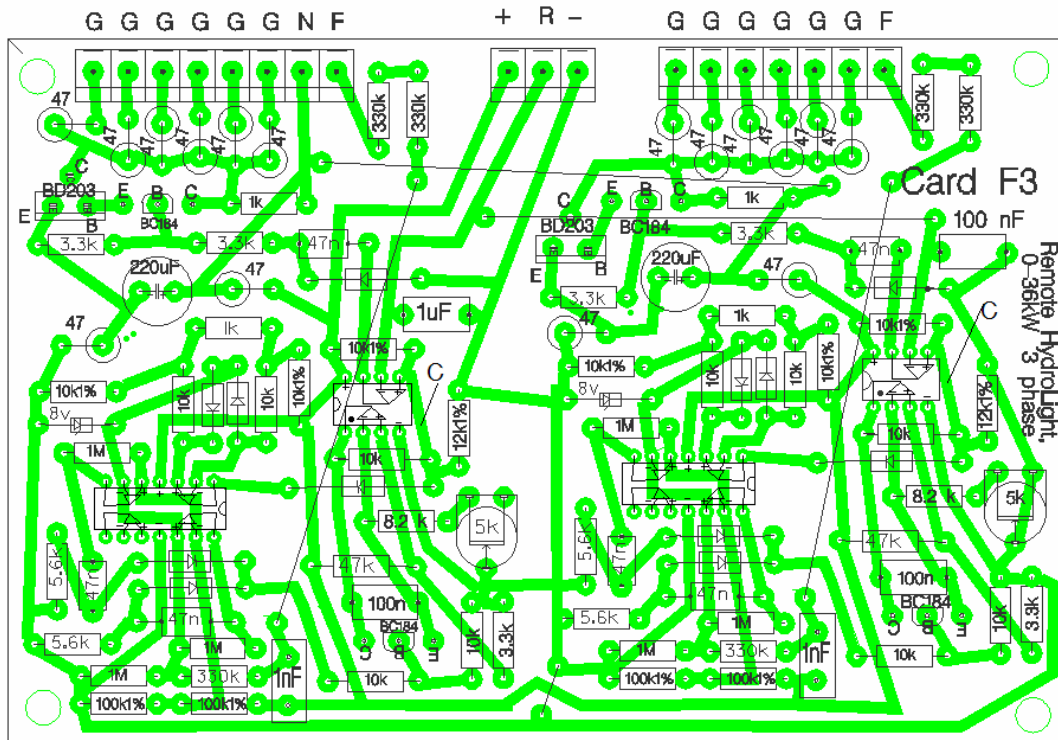 G G G G G G N F
+ R -
G G G G G G F
330k 330k
330k 330k
47 47 47 47 47 47
47 47 47 47 47 47
Card F3
C
BD203 E B C
E B
BC184
1k
C E B C
BD203 BC184
E B
1k
100 nF
3.3k 3.3k 47n
3.3k 47n
220uF 47
220uF 47
3.3k
Remote HydroLight,
0-36kW 3 phase
47
1k
1uF
47
1k
C
10k1%
10k1%
10k1%
10k 10k 10k1%
C
10k1%
10k 10k 10k1%
12k1%
8v
8v
12k1%
1M
10k
1M
10k
8.2 k
5k
8.2 k
5k
5.6k 47n
47k
5.6k 47n
47k
100n
100n
47n
BC184
BC184
5.6k
C B E
10k 3.3k
5.6k
47n
C B E
10k 3.3k
1M
1M
1M 330k
1nF
10k
1M 330k
1nF
10k
100k1% 100k1%
100k1% 100k1%